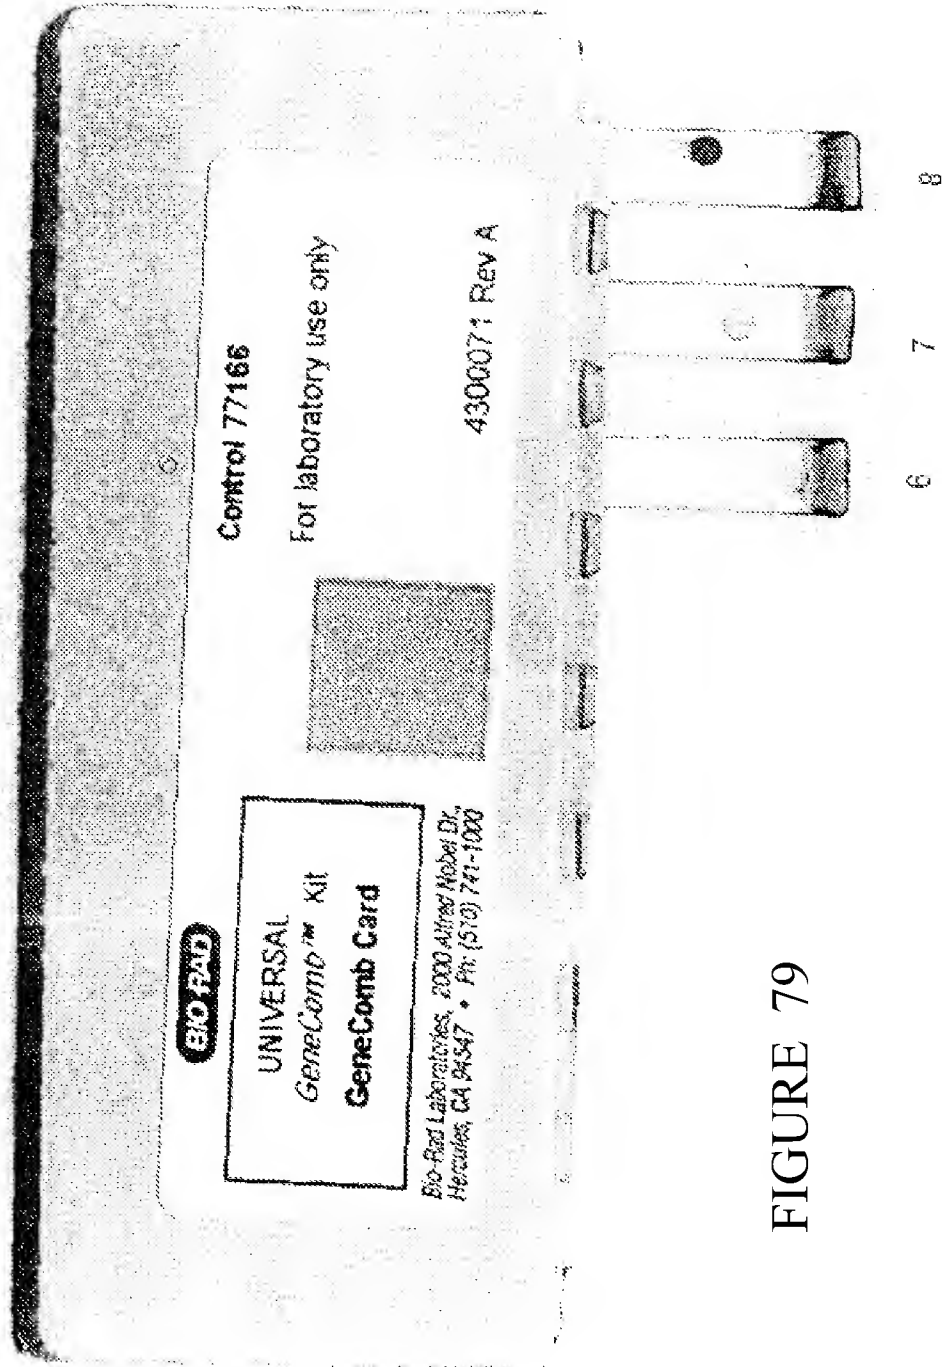 BIO-RAD
UNIVERSAL
GeneComb™ Kit
GeneComb Card
Bio-Rad Laboratories, 2000 Alfred Nobel Dr.,
Hercules, CA 94547 • Ph: (570) 741-1000
Control 77166
For laboratory use only
4300071 Rev A
6
7
8
FIGURE 79